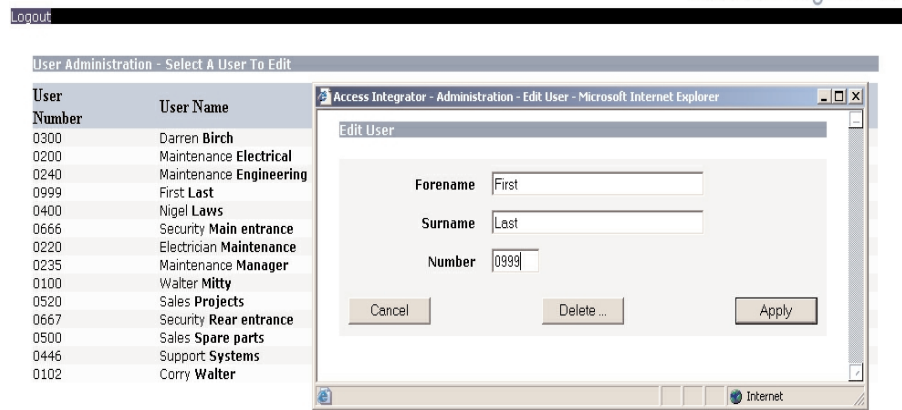 Logout
User Administration - Select A User To Edit
User Number User Name
0300 Darren Birch
0200 Maintenance Electrical
0240 Maintenance Engineering
0999 First Last
0400 Nigel Laws
0666 Security Main entrance
0220 Electrician Maintenance
0235 Maintenance Manager
0100 Walter Mitty
0520 Sales Projects
0667 Security Rear entrance
0500 Sales Spare parts
0446 Support Systems
0102 Corry Walter
Access Integrator - Administration - Edit User - Microsoft Internet Explorer
Edit User
Forename First
Surname Last
Number 0999
Cancel Delete ... Apply
Internet